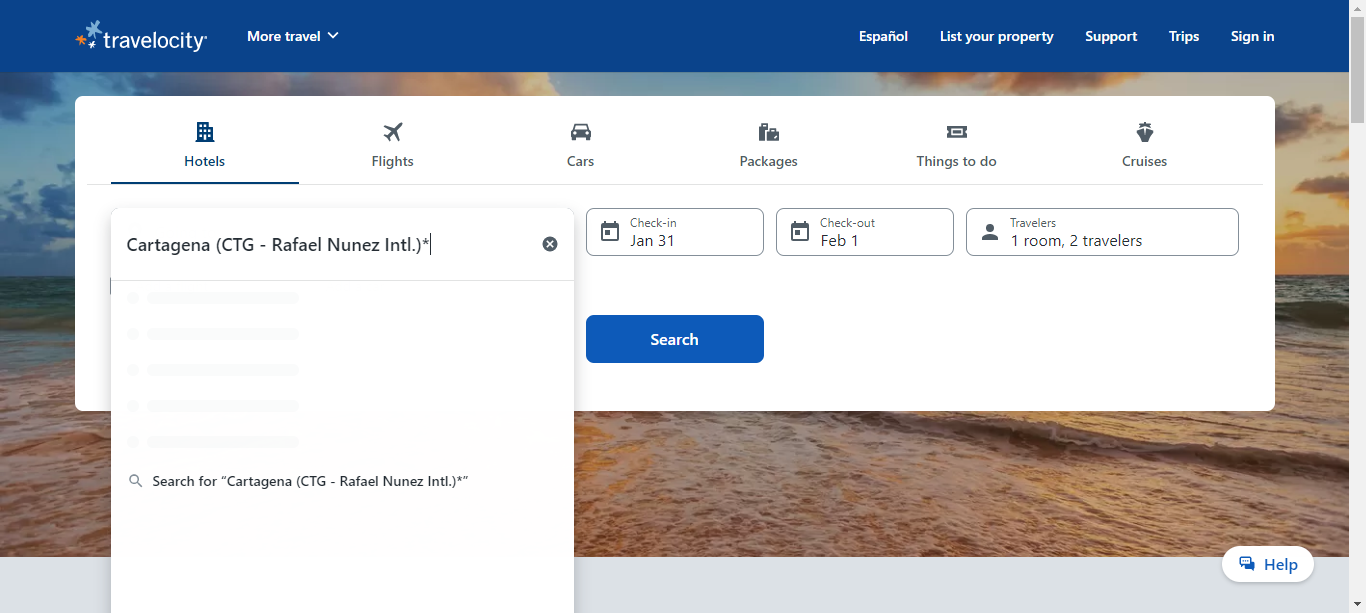 travelocity
More travel
Español
List your property
Support
Trips
Sign in
Hotels
Flights
Cars
Packages
Things to do
Cruises
Cartagena (CTG - Rafael Nunez Intl.)*
Check-in
Jan 31
Check-out
Feb 1
Travelers
1 room, 2 travelers
Search
Search for “Cartagena (CTG - Rafael Nunez Intl.)*”
Help